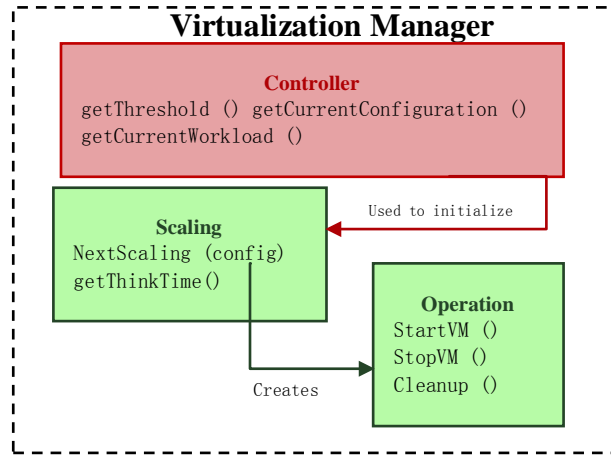 Virtualization Manager
Controller
getThreshold () getCurrentConfiguration ()
getCurrentWorkload ()
Used to initialize
Scaling
NextScaling (config)
getThinkTime()
Operation
StartVM ()
StopVM ()
Cleanup ()
Creates